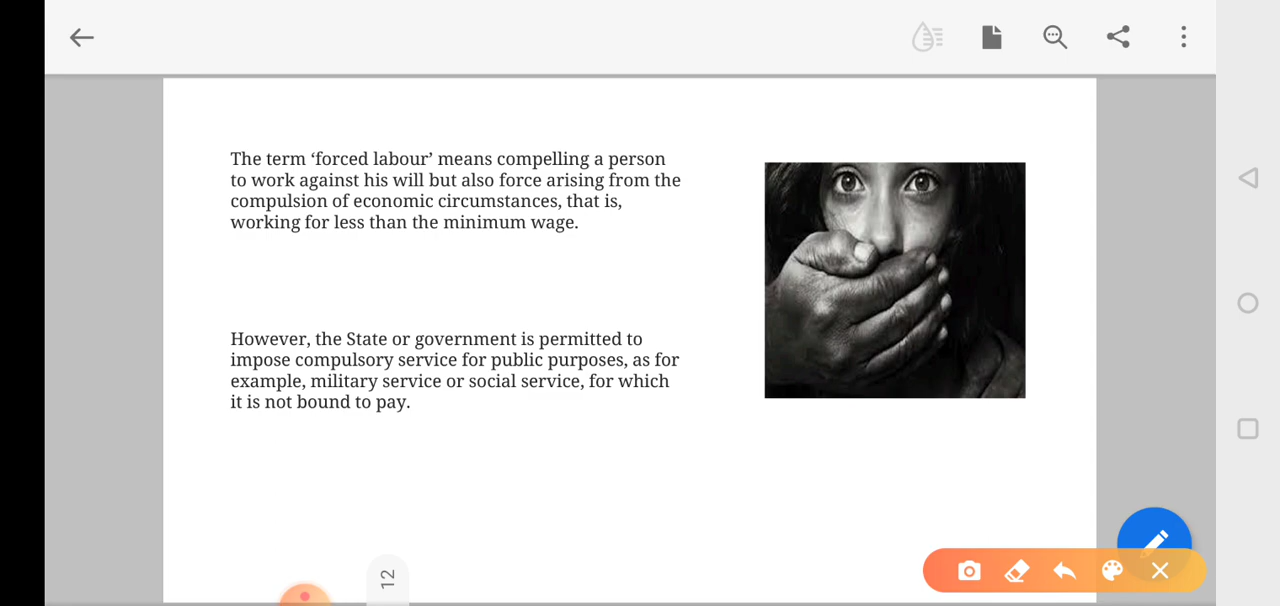 The term ‘forced labour’ means compelling a person
to work against his will but also force arising from the
compulsion of economic circumstances, that is,
working for less than the minimum wage.
However, the State or government is permitted to
impose compulsory service for public purposes, as for
example, military service or social service, for which
it is not bound to pay.
12